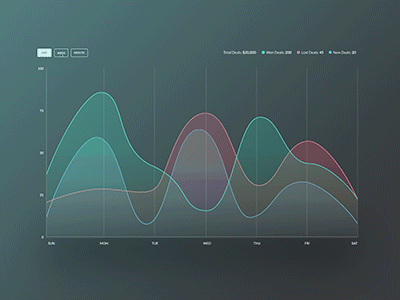 DAY WEEK MONTH Total Deals: $20,000 Won Deals: 200 Lost Deals: 45 New Deals: 20
100
75
50
25
0
SUN MON TUE WED THU FRI SAT